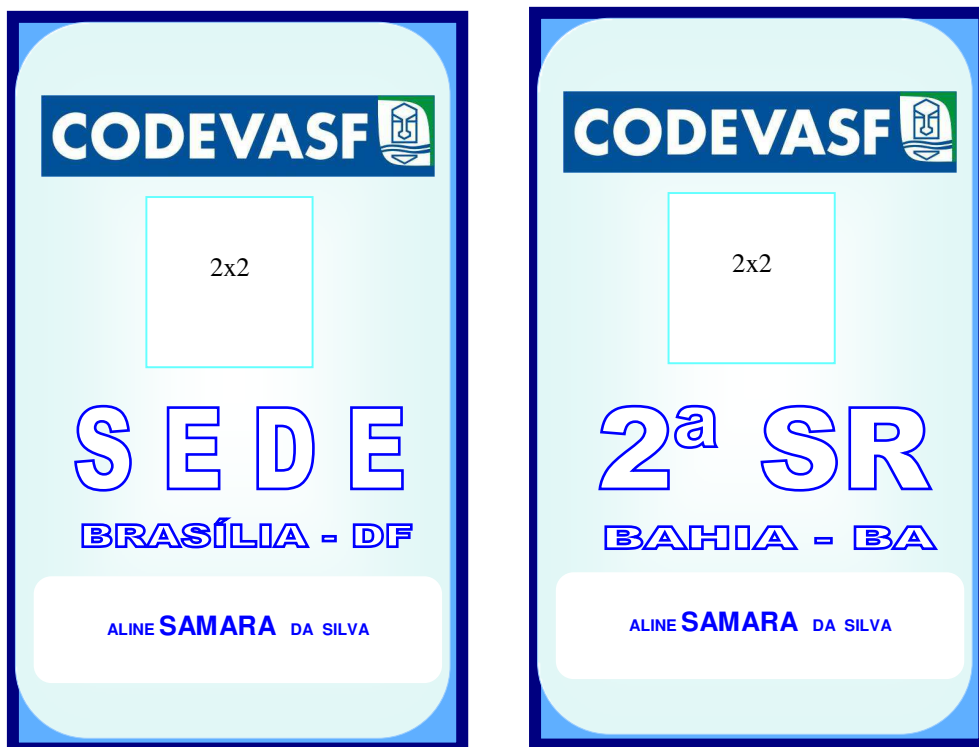 CODEVASF
2x2
S E D E
BRASÍLIA - DF
ALINE SAMARA DA SILVA
CODEVASF
2x2
2ª SR
BAHIA - BA
ALINE SAMARA DA SILVA